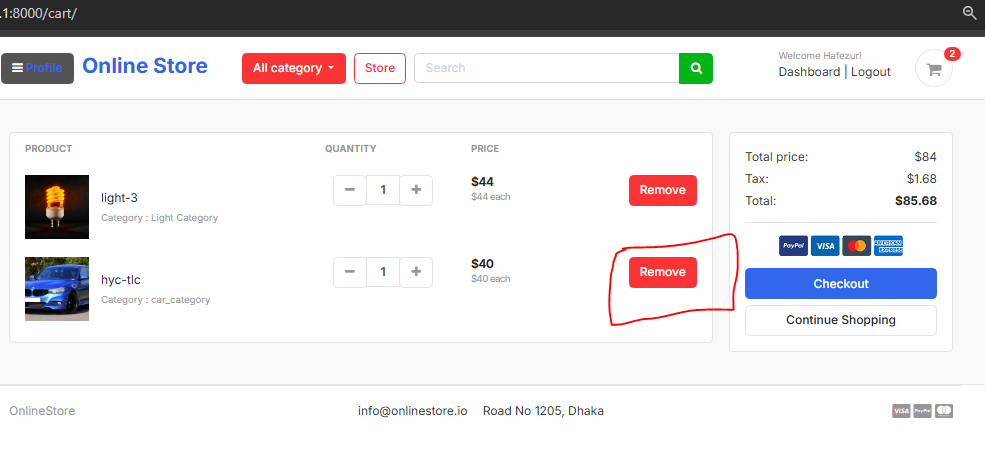 .1:8000/cart/
Profile Online Store All category Store Search Welcome Hafezur! 2
Dashboard | Logout
PRODUCT QUANTITY PRICE
light-3 1 $44 Remove
$44 each
Category : Light Category
hyc-tlc 1 $40 Remove
$40 each
Category : car_category
Total price: $84
Tax: $1.68
Total: $85.68
PayPal VISA MasterCard AMERICAN EXPRESS
Checkout
Continue Shopping
OnlineStore info@onlinestore.io Road No 1205, Dhaka VISA PayPal